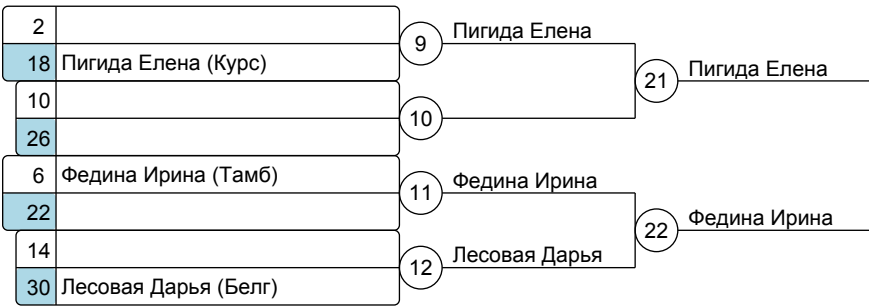 2
18 Пигида Елена (Курс)
9
Пигида Елена
10
26
10
21
Пигида Елена
6 Федина Ирина (Тамб)
22
11
Федина Ирина
14
30 Лесовая Дарья (Белг)
12
Лесовая Дарья
22
Федина Ирина